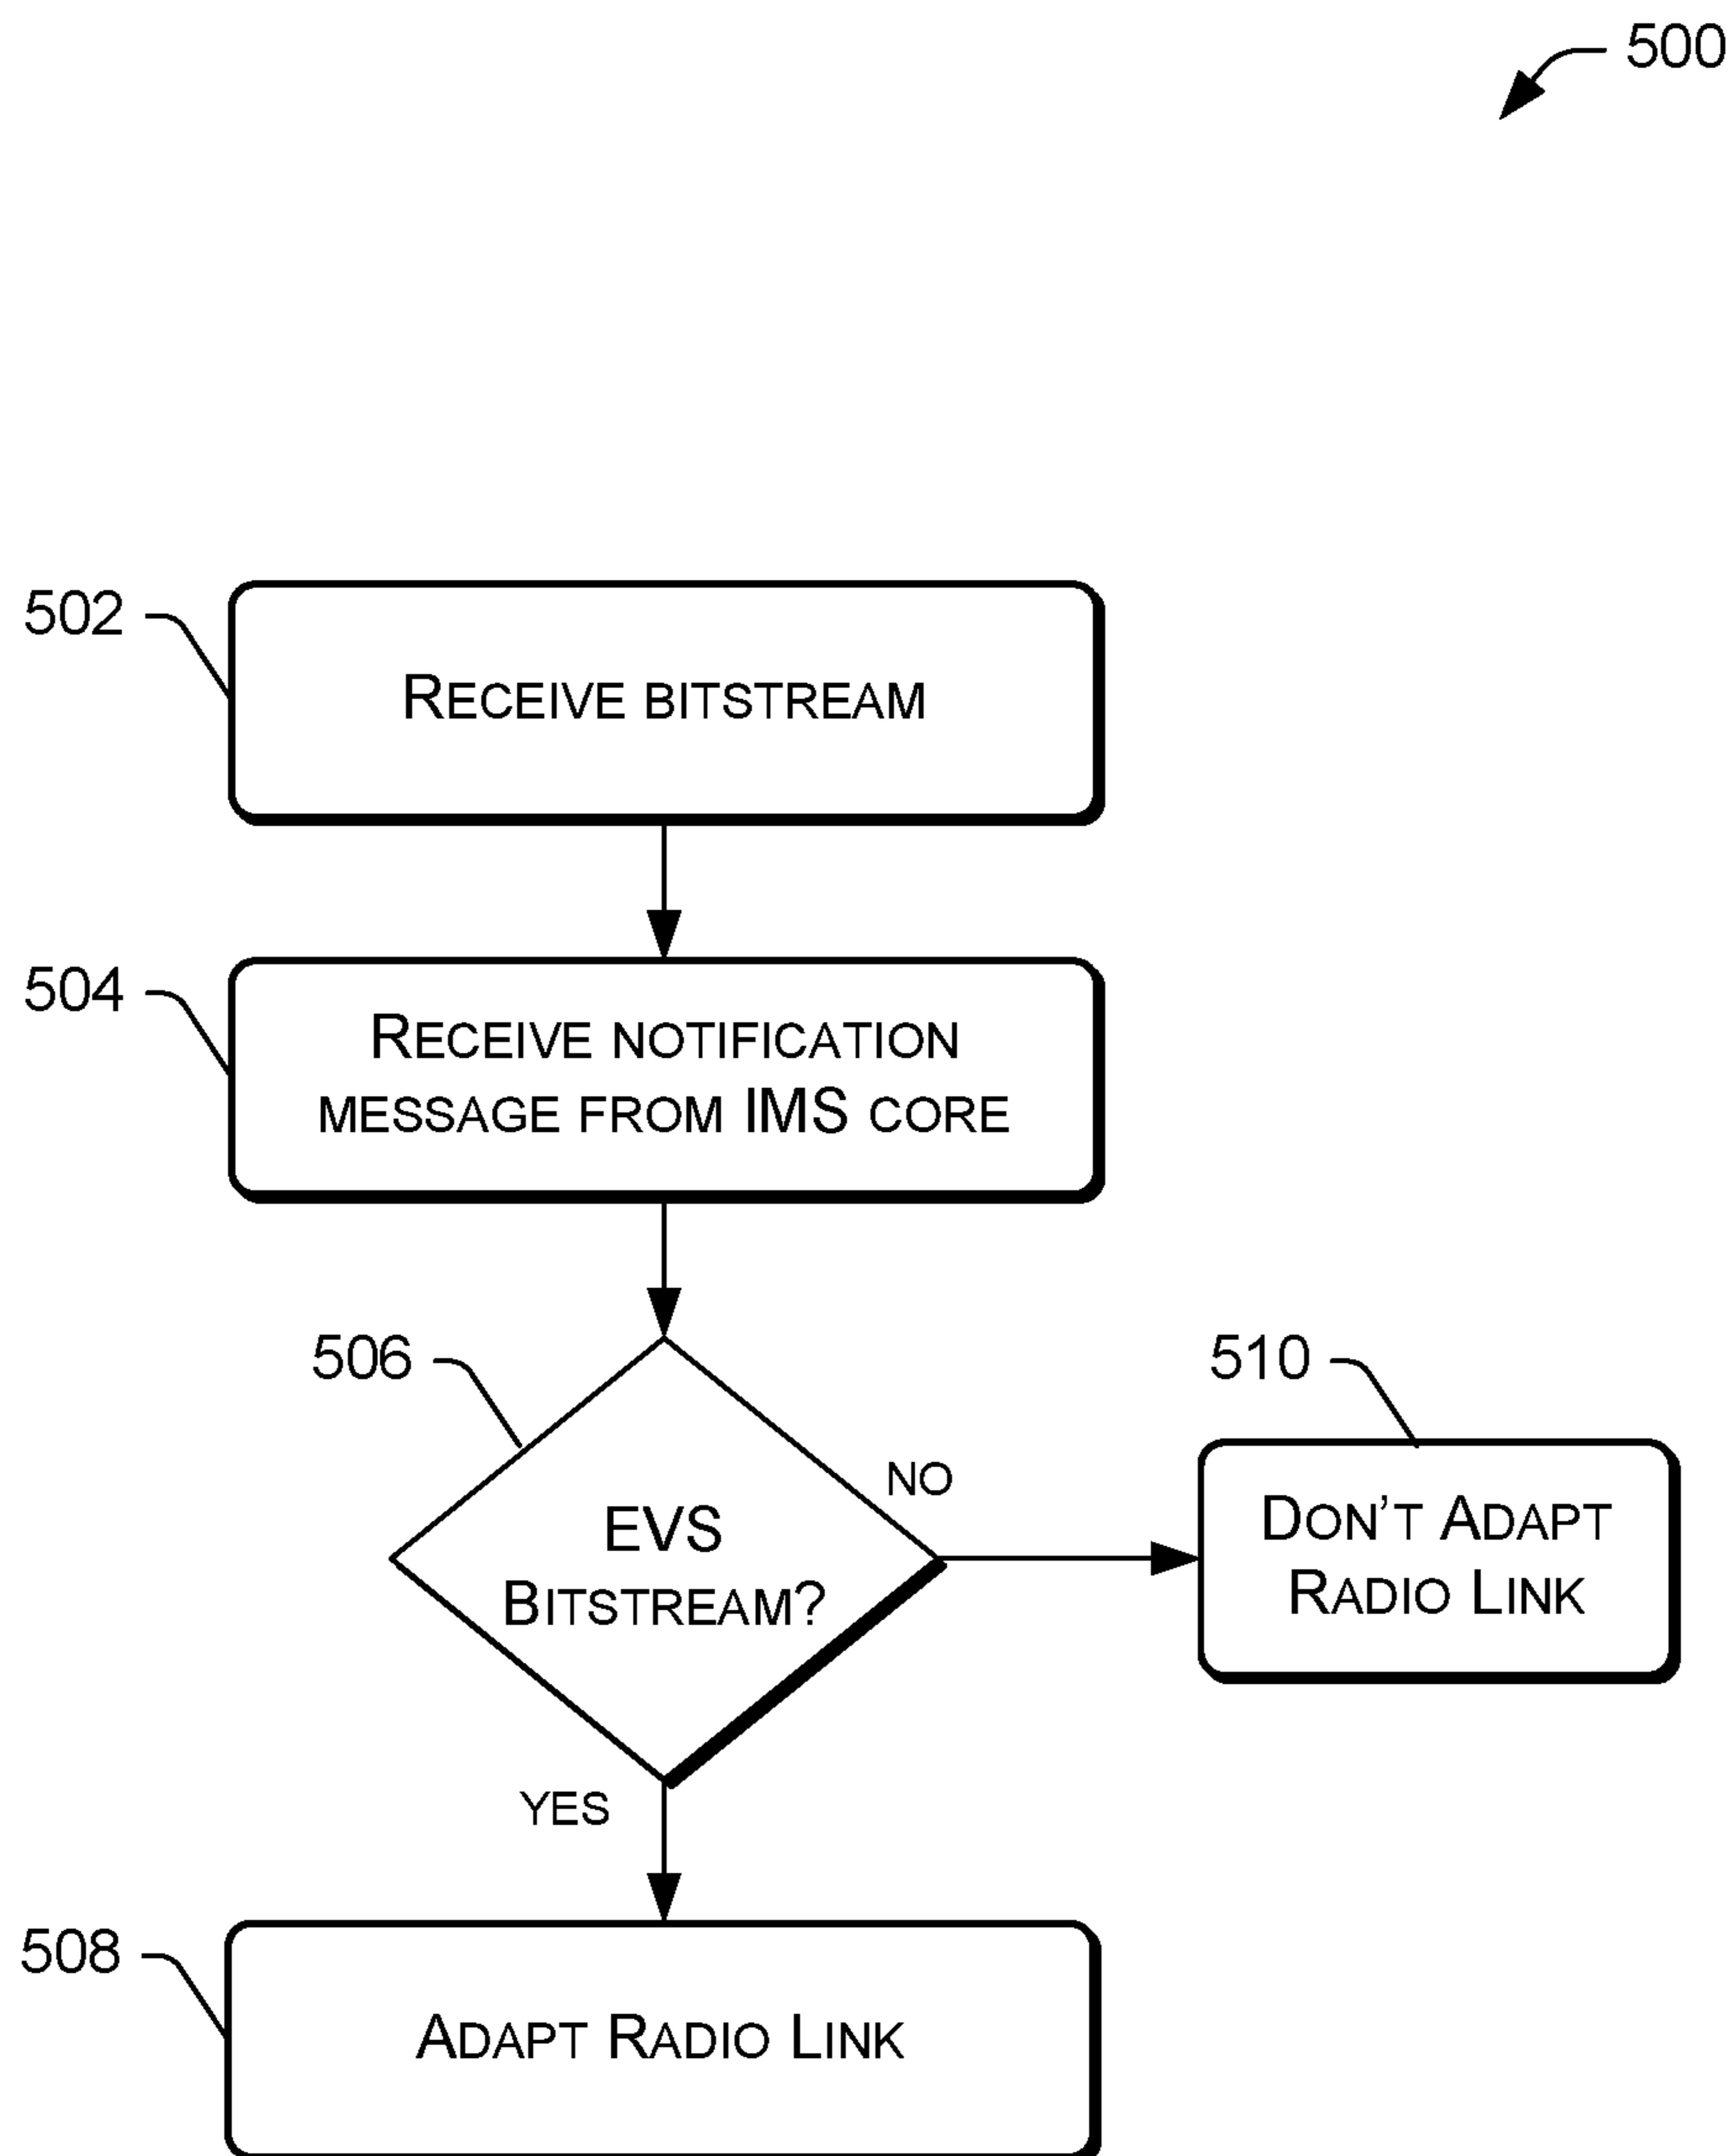 500
502
RECEIVE BITSTREAM
504
RECEIVE NOTIFICATION
MESSAGE FROM IMS CORE
506
EVS
BITSTREAM?
NO
510
DON'T ADAPT
RADIO LINK
YES
508
ADAPT RADIO LINK